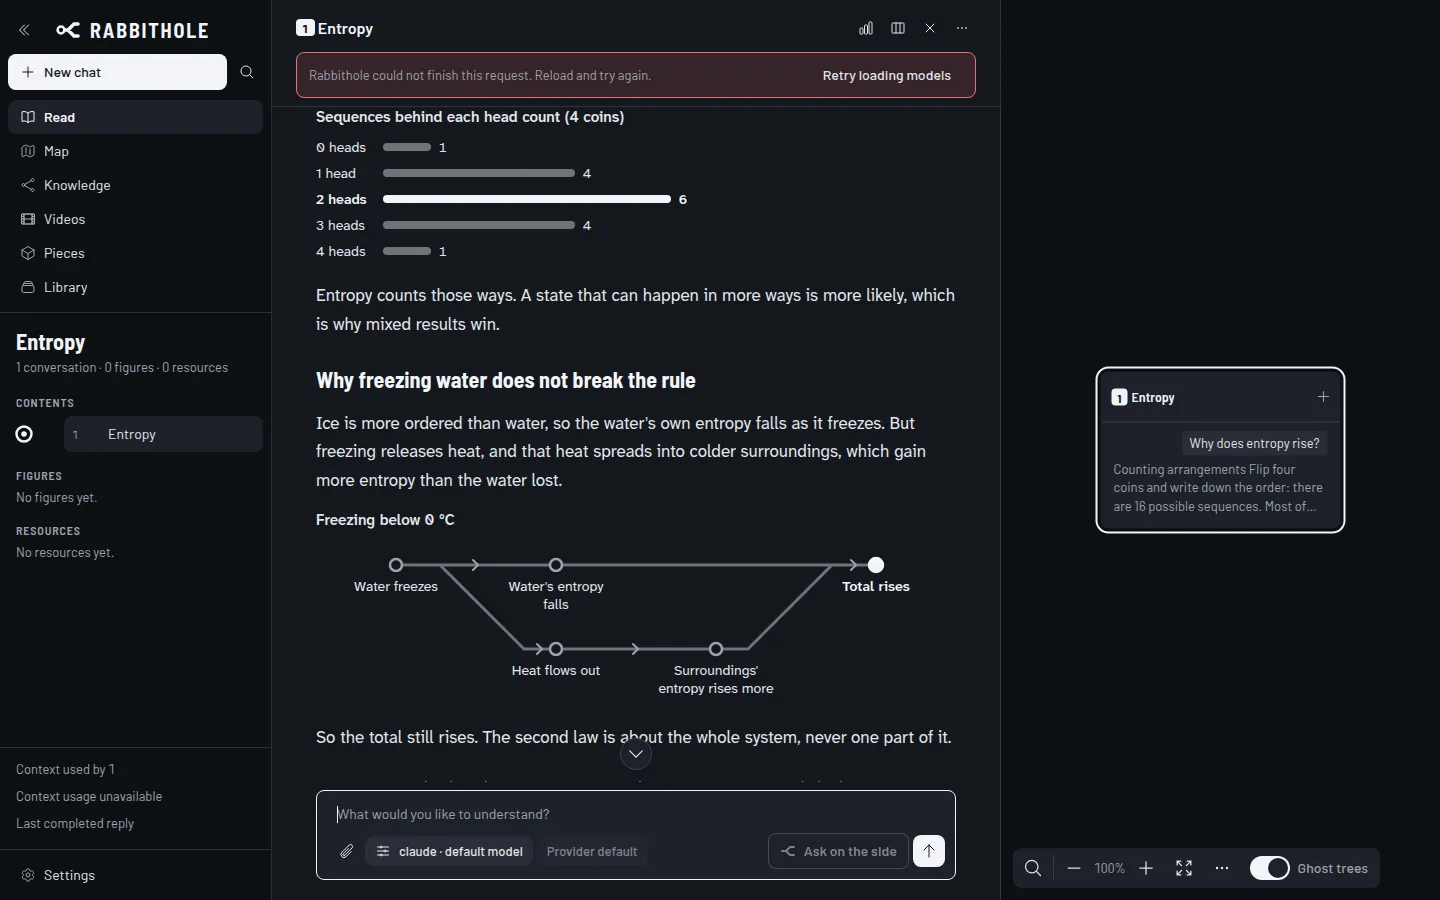 RABBITHOLE
New chat
Read
Map
Knowledge
Videos
Pieces
Library
Entropy
1 conversation · 0 figures · 0 resources
CONTENTS
1 Entropy
FIGURES
No figures yet.
RESOURCES
No resources yet.
Context used by 1
Context usage unavailable
Last completed reply
Settings
1 Entropy
Rabbithole could not finish this request. Reload and try again.
Retry loading models
Sequences behind each head count (4 coins)
0 heads 1
1 head 4
2 heads 6
3 heads 4
4 heads 1
Entropy counts those ways. A state that can happen in more ways is more likely, which
is why mixed results win.
Why freezing water does not break the rule
Ice is more ordered than water, so the water's own entropy falls as it freezes. But
freezing releases heat, and that heat spreads into colder surroundings, which gain
more entropy than the water lost.
Freezing below 0 °C
Water freezes
Water's entropy
falls
Total rises
Heat flows out
Surroundings'
entropy rises more
So the total still rises. The second law is about the whole system, never one part of it.
What would you like to understand?
claude · default model
Provider default
Ask on the side
1 Entropy
Why does entropy rise?
Counting arrangements Flip four
coins and write down the order: there
are 16 possible sequences. Most of...
100%
Ghost trees